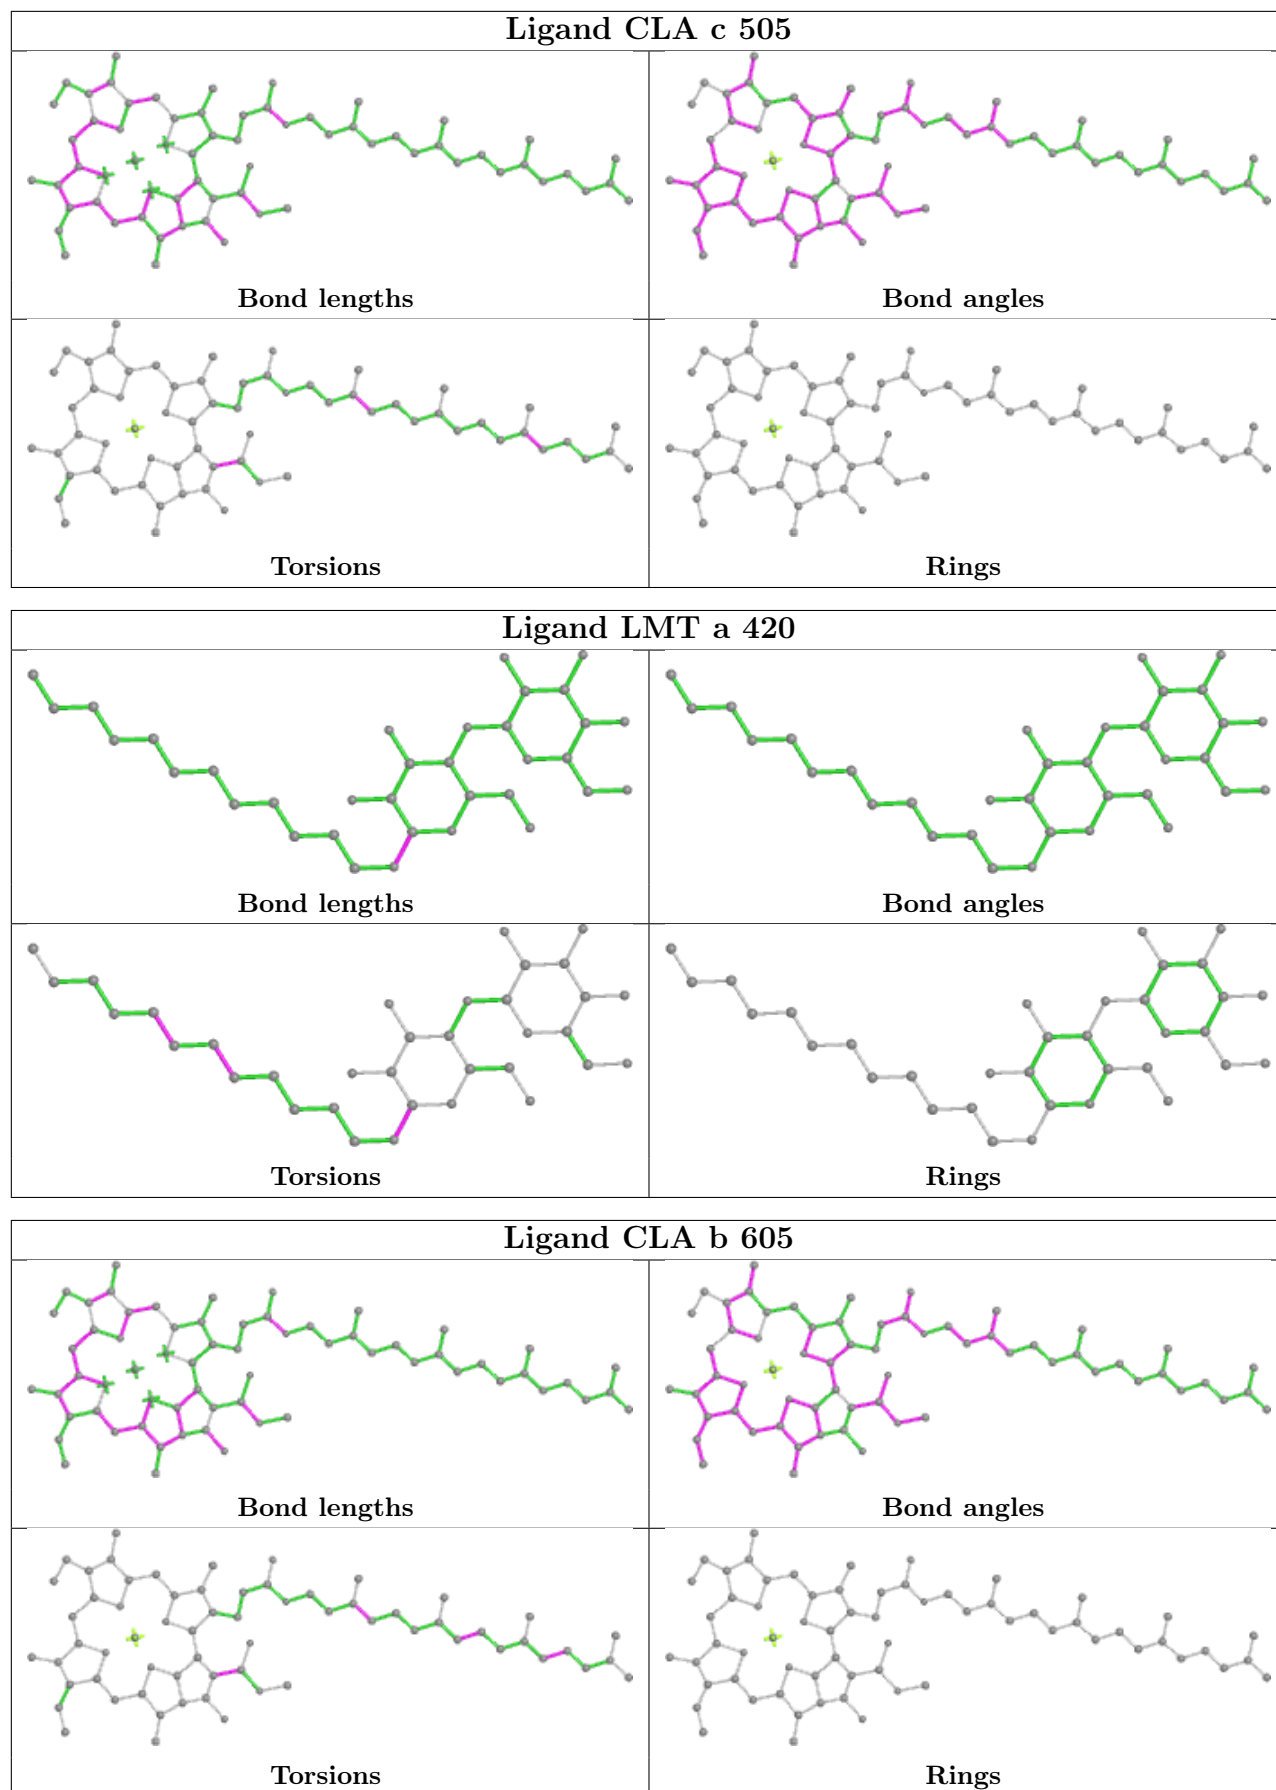 Ligand CLA c 505
Bond lengths
Bond angles
Torsions
Rings
Ligand LMT a 420
Bond lengths
Bond angles
Torsions
Rings
Ligand CLA b 605
Bond lengths
Bond angles
Torsions
Rings